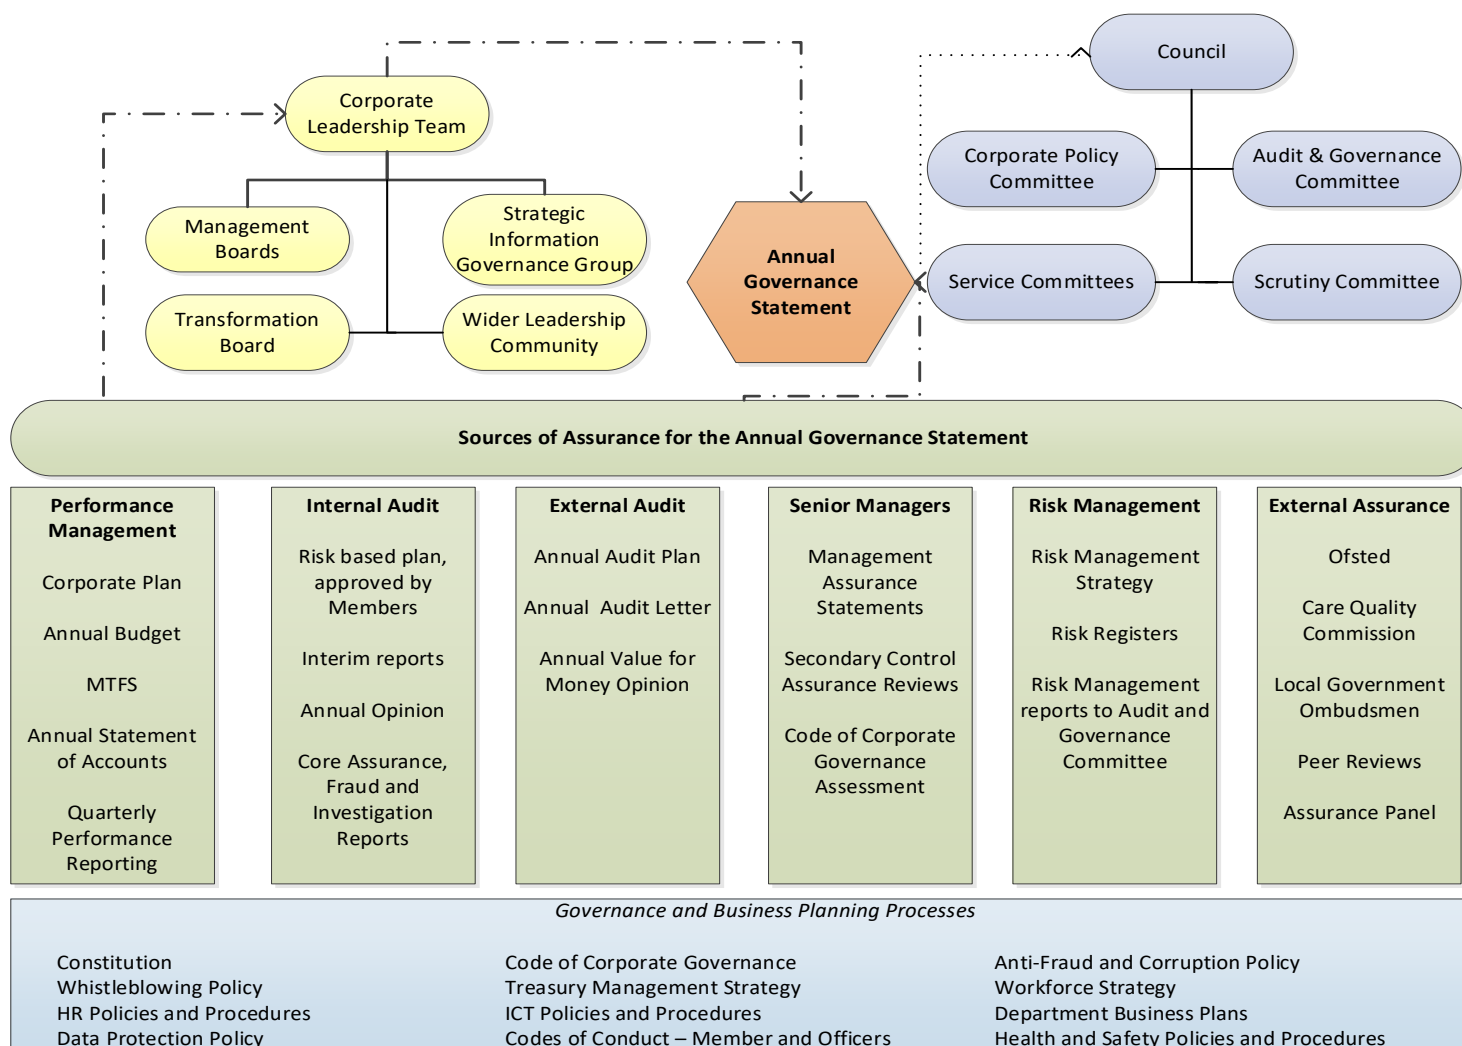 Corporate
Leadership Team
Management
Boards
Strategic
Information
Governance Group
Transformation
Board
Wider Leadership
Community
Annual
Governance
Statement
Council
Corporate Policy
Committee
Audit & Governance
Committee
Service Committees
Scrutiny Committee
Sources of Assurance for the Annual Governance Statement
Performance
Management
Corporate Plan
Annual Budget
MTFS
Annual Statement
of Accounts
Quarterly
Performance
Reporting
Internal Audit
Risk based plan,
approved by
Members
Interim reports
Annual Opinion
Core Assurance,
Fraud and
Investigation
Reports
External Audit
Annual Audit Plan
Annual  Audit Letter
Annual Value for
Money Opinion
Senior Managers
Management
Assurance
Statements
Secondary Control
Assurance Reviews
Code of Corporate
Governance
Assessment
Risk Management
Risk Management
Strategy
Risk Registers
Risk Management
reports to Audit and
Governance
Committee
External Assurance
Ofsted
Care Quality
Commission
Local Government
Ombudsmen
Peer Reviews
Assurance Panel
Governance and Business Planning Processes
Constitution
Whistleblowing Policy
HR Policies and Procedures
Data Protection Policy
Code of Corporate Governance
Treasury Management Strategy
ICT Policies and Procedures
Codes of Conduct – Member and Officers
Anti-Fraud and Corruption Policy
Workforce Strategy
Department Business Plans
Health and Safety Policies and Procedures